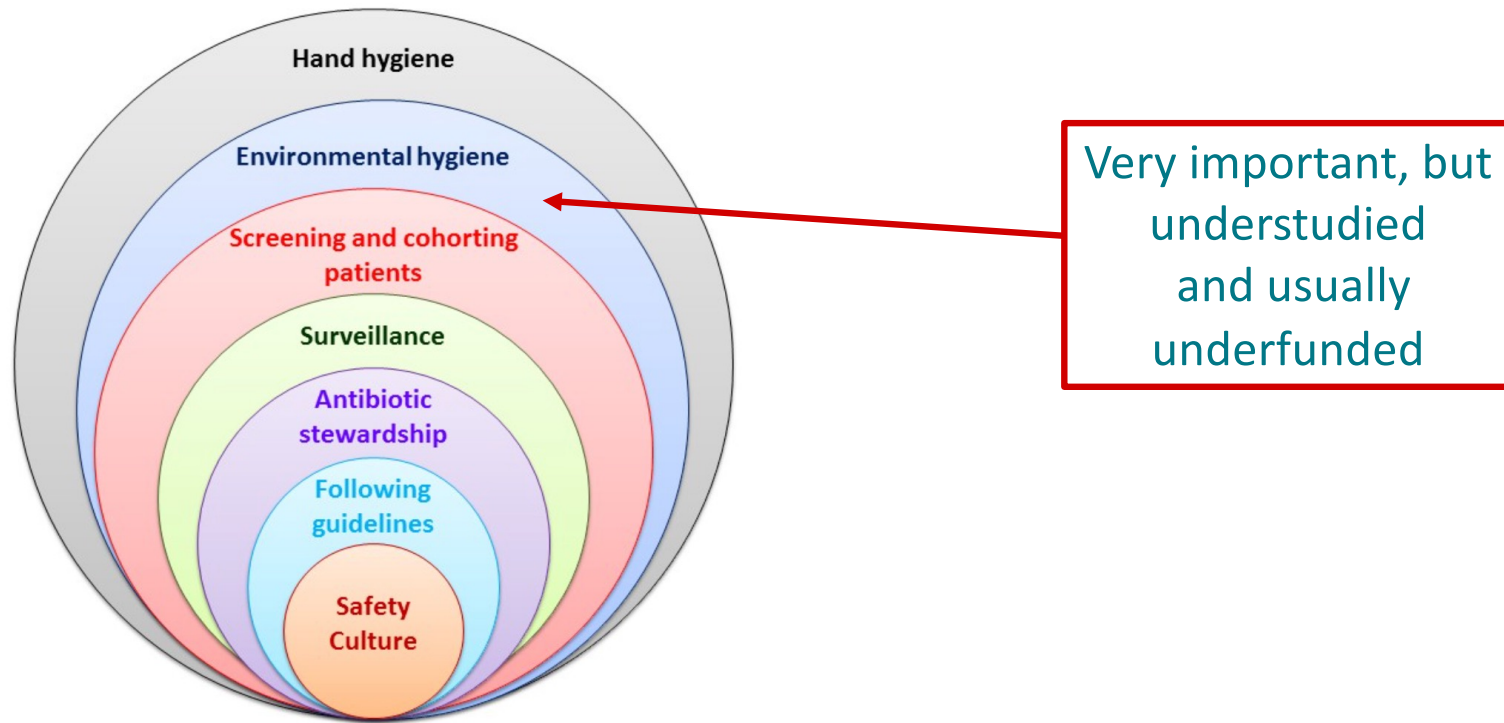 Hand hygiene
Environmental hygiene
Screening and cohorting
patients
Surveillance
Antibiotic
stewardship
Following
guidelines
Safety
Culture
Very important, but
understudied
and usually
underfunded